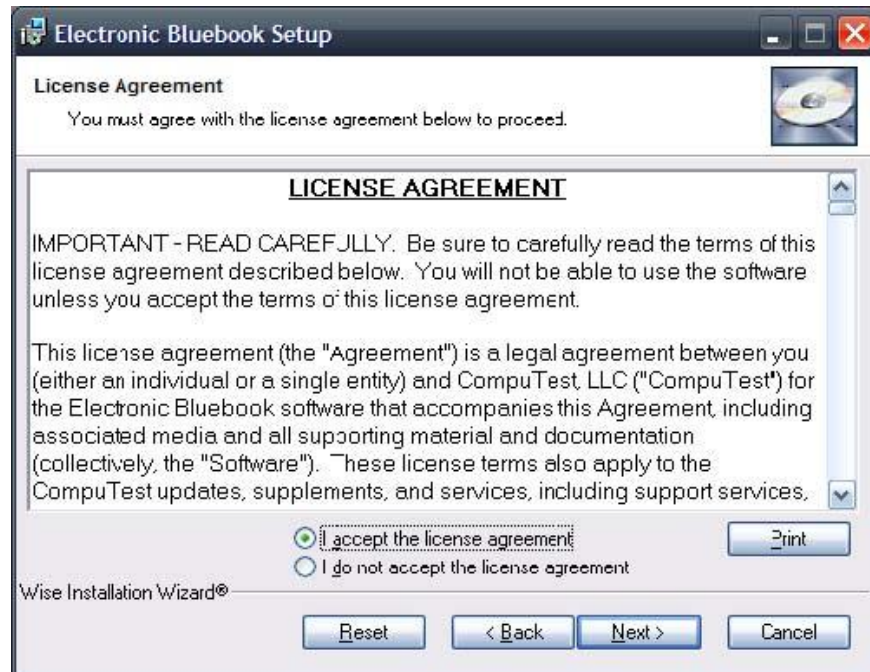 Electronic Bluebook Setup
License Agreement
You must agree with the license agreement below to proceed.
LICENSE AGREEMENT
IMPORTANT - READ CAREFULLY. Be sure to carefully read the terms of this
license agreement described below. You will not be able to use the software
unless you accept the terms of this license agreement.
This license agreement (the "Agreement") is a legal agreement between you
(either an individual or a single entity) and CompuTest, LLC ("CompuTest") for
the Electronic Bluebook software that accompanies this Agreement, including
associated media and all supporting material and documentation
(collectively, the "Software"). These license terms also apply to the
CompuTest updates, supplements, and services, including support services,
I accept the license agreement
Print
I do not accept the license agreement
Wise Installation Wizard®
Reset
< Back
Next >
Cancel